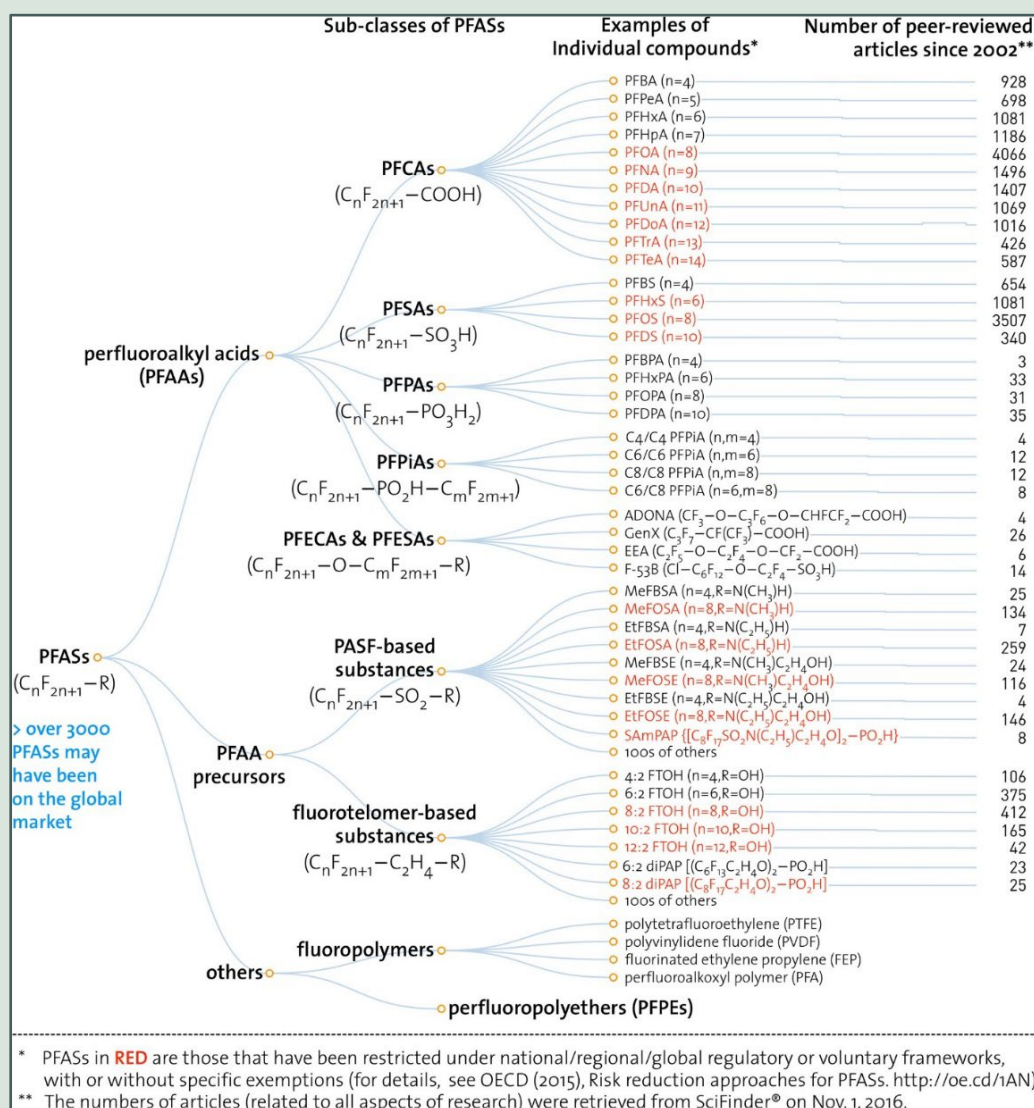 Sub-classes of PFASs
Examples of
Individual compounds*
Number of peer-reviewed
articles since 2002**
PFASs
(CₙF₂ₙ₊₁–R)
> over 3000
PFASs may
have been
on the global
market
perfluoroalkyl acids
(PFAAs)
PFCAs
(CₙF₂ₙ₊₁–COOH)
PFBA (n=4) 928
PFPeA (n=5) 698
PFHxA (n=6) 1081
PFHpA (n=7) 1186
PFOA (n=8) 4066
PFNA (n=9) 1496
PFDA (n=10) 1407
PFUnA (n=11) 1069
PFDoA (n=12) 1016
PFTrA (n=13) 426
PFTeA (n=14) 587
PFSAs
(CₙF₂ₙ₊₁–SO₃H)
PFBS (n=4) 654
PFHxS (n=6) 1081
PFOS (n=8) 3507
PFDS (n=10) 340
PFPAs
(CₙF₂ₙ₊₁–PO₃H₂)
PFBPA (n=4) 3
PFHxPA (n=6) 33
PFOPA (n=8) 31
PFDPA (n=10) 35
PFPiAs
(CₙF₂ₙ₊₁–PO₂H–CₘF₂ₘ₊₁)
C4/C4 PFPiA (n,m=4) 4
C6/C6 PFPiA (n,m=6) 12
C8/C8 PFPiA (n,m=8) 12
C6/C8 PFPiA (n=6,m=8) 8
PFECAs & PFESAs
(CₙF₂ₙ₊₁–O–CₘF₂ₘ₊₁–R)
ADONA (CF₃–O–C₃F₆–O–CHFCF₂–COOH) 4
GenX (C₃F₇–CF(CF₃)–COOH) 26
EEA (C₂F₅–O–C₂F₄–O–CF₂–COOH) 6
F-53B (Cl–C₆F₁₂–O–C₂F₄–SO₃H) 14
PFAA
precursors
PASF-based
substances
(CₙF₂ₙ₊₁–SO₂–R)
MeFBSA (n=4,R=N(CH₃)H) 25
MeFOSA (n=8,R=N(CH₃)H) 134
EtFBSA (n=4,R=N(C₂H₅)H) 7
EtFOSA (n=8,R=N(C₂H₅)H) 259
MeFBSE (n=4,R=N(CH₃)C₂H₄OH) 24
MeFOSE (n=8,R=N(CH₃)C₂H₄OH) 116
EtFBSE (n=4,R=N(C₂H₅)C₂H₄OH) 4
EtFOSE (n=8,R=N(C₂H₅)C₂H₄OH) 146
SAmPAP {[C₈F₁₇SO₂N(C₂H₅)C₂H₄O]₂–PO₂H} 8
100s of others
fluorotelomer-based
substances
(CₙF₂ₙ₊₁–C₂H₄–R)
4:2 FTOH (n=4,R=OH) 106
6:2 FTOH (n=6,R=OH) 375
8:2 FTOH (n=8,R=OH) 412
10:2 FTOH (n=10,R=OH) 165
12:2 FTOH (n=12,R=OH) 42
6:2 diPAP [(C₆F₁₃C₂H₄O)₂–PO₂H] 23
8:2 diPAP [(C₈F₁₇C₂H₄O)₂–PO₂H] 25
100s of others
others
fluoropolymers
polytetrafluoroethylene (PTFE)
polyvinylidene fluoride (PVDF)
fluorinated ethylene propylene (FEP)
perfluoroalkoxyl polymer (PFA)
perfluoropolyethers (PFPEs)
* PFASs in RED are those that have been restricted under national/regional/global regulatory or voluntary frameworks,
with or without specific exemptions (for details, see OECD (2015), Risk reduction approaches for PFASs. http://oe.cd/1AN)
** The numbers of articles (related to all aspects of research) were retrieved from SciFinder® on Nov. 1, 2016.